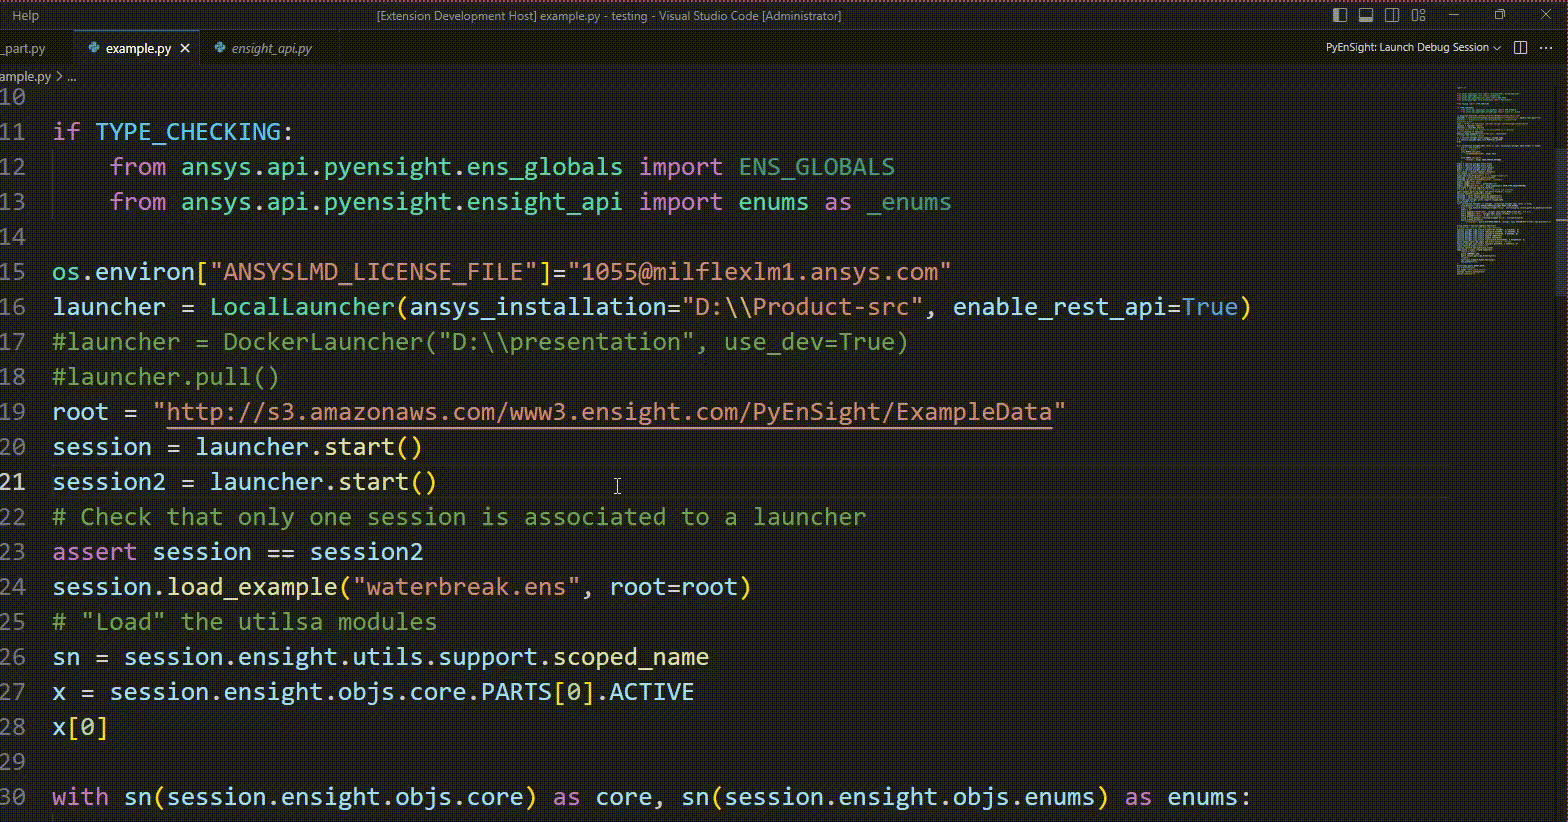 Help [Extension Development Host] example.py - testing - Visual Studio Code [Administrator]
_part.py example.py ensight_api.py PyEnSight: Launch Debug Session
ample.py > ...
10
11 if TYPE_CHECKING:
12     from ansys.api.pyensight.ens_globals import ENS_GLOBALS
13     from ansys.api.pyensight.ensight_api import enums as _enums
14
15 os.environ["ANSYSLMD_LICENSE_FILE"]="1055@milflexlm1.ansys.com"
16 launcher = LocalLauncher(ansys_installation="D:\\Product-src", enable_rest_api=True)
17 #launcher = DockerLauncher("D:\\presentation", use_dev=True)
18 #launcher.pull()
19 root = "http://s3.amazonaws.com/www3.ensight.com/PyEnSight/ExampleData"
20 session = launcher.start()
21 session2 = launcher.start()
22 # Check that only one session is associated to a launcher
23 assert session == session2
24 session.load_example("waterbreak.ens", root=root)
25 # "Load" the utilsa modules
26 sn = session.ensight.utils.support.scoped_name
27 x = session.ensight.objs.core.PARTS[0].ACTIVE
28 x[0]
29
30 with sn(session.ensight.objs.core) as core, sn(session.ensight.objs.enums) as enums: